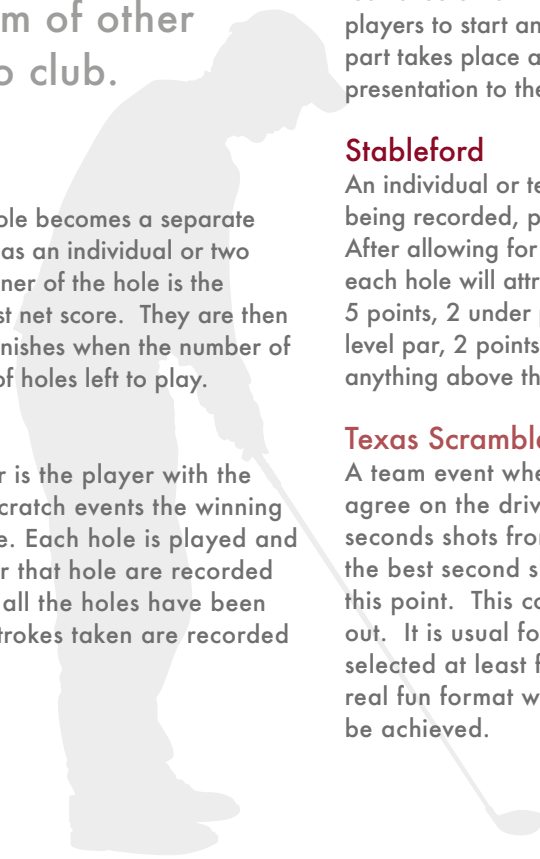 m of other
o club.
ole becomes a separate
as an individual or two
ner of the hole is the
st net score. They are then
nishes when the number of
of holes left to play.
r is the player with the
cratch events the winning
e. Each hole is played and
r that hole are recorded
all the holes have been
trokes taken are recorded
players to start an
part takes place a
presentation to the
Stableford
An individual or te
being recorded, p
After allowing for
each hole will attr
5 points, 2 under
level par, 2 points
anything above th
Texas Scramble
A team event whe
agree on the driv
seconds shots from
the best second s
this point. This co
out. It is usual fo
selected at least f
real fun format w
be achieved.